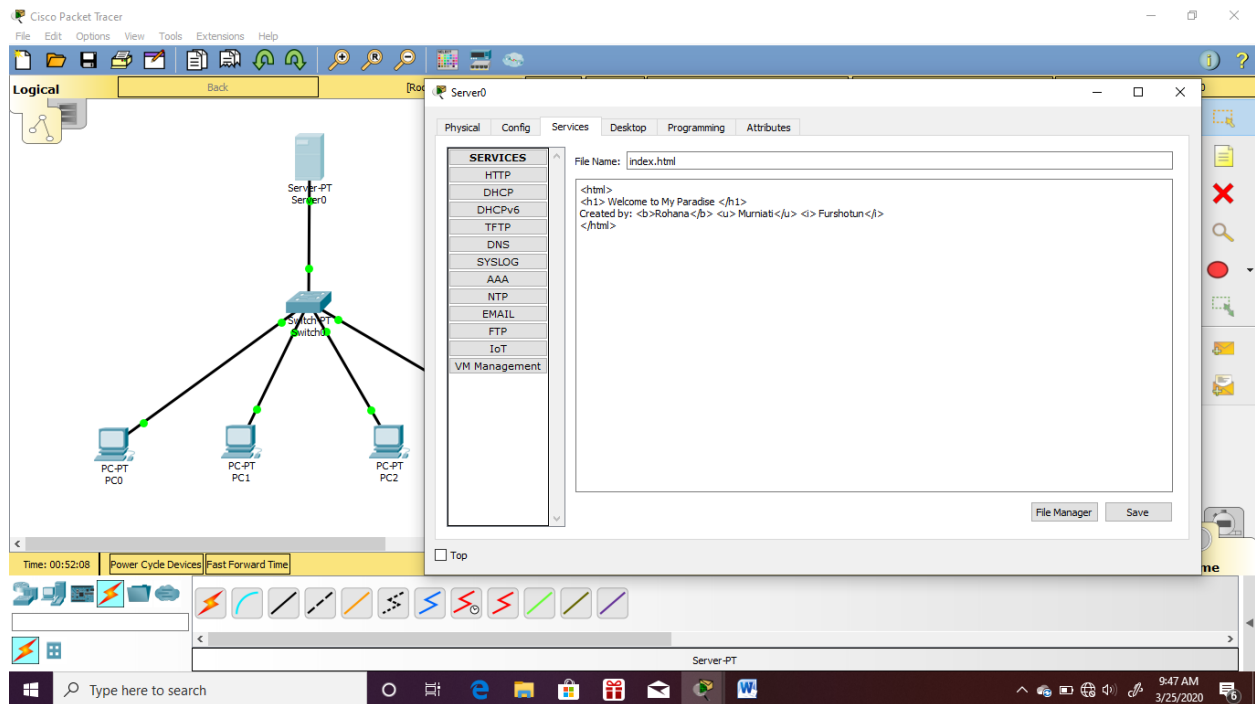 Cisco Packet Tracer
File Edit Options View Tools Extensions Help
Logical
Back
[Roo
Server0
Physical Config Services Desktop Programming Attributes
SERVICES
HTTP
DHCP
DHCPv6
TFTP
DNS
SYSLOG
AAA
NTP
EMAIL
FTP
IoT
VM Management
File Name: index.html
<html>
<h1> Welcome to My Paradise </h1>
Created by: <b>Rohana</b> <u> Murniati</u> <i> Furshotun</i>
</html>
File Manager Save
Top
Server-PT
Server0
Switch-PT
Switch0
PC-PT
PC0
PC-PT
PC1
PC-PT
PC2
Time: 00:52:08 Power Cycle Devices Fast Forward Time
me
Server-PT
Type here to search
9:47 AM
3/25/2020
6